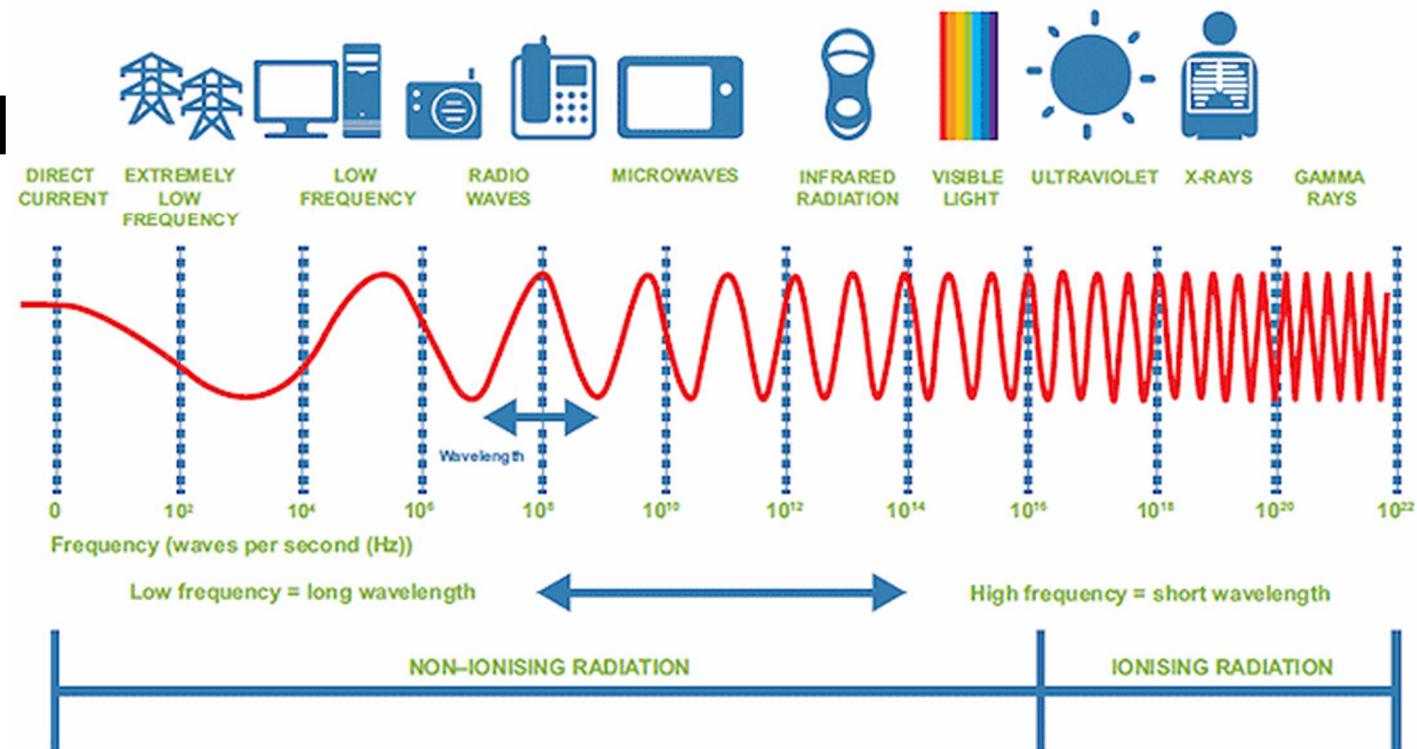 DIRECT
CURRENT
EXTREMELY
LOW
FREQUENCY
LOW
FREQUENCY
RADIO
WAVES
MICROWAVES
INFRARED
RADIATION
VISIBLE
LIGHT
ULTRAVIOLET
X-RAYS
GAMMA
RAYS
Wavelength
0 10² 10⁴ 10⁶ 10⁸ 10¹⁰ 10¹² 10¹⁴ 10¹⁶ 10¹⁸ 10²⁰ 10²²
Frequency (waves per second (Hz))
Low frequency = long wavelength High frequency = short wavelength
NON–IONISING RADIATION IONISING RADIATION